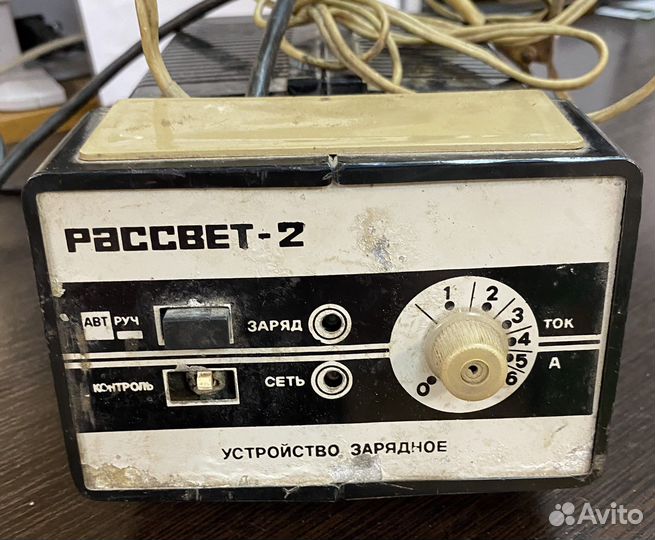 РАССВЕТ-2
АВТ РУЧ
ЗАРЯД
КОНТРОЛЬ
СЕТЬ
0 1 2 3 4 5 6
ТОК
А
УСТРОЙСТВО ЗАРЯДНОЕ
Avito